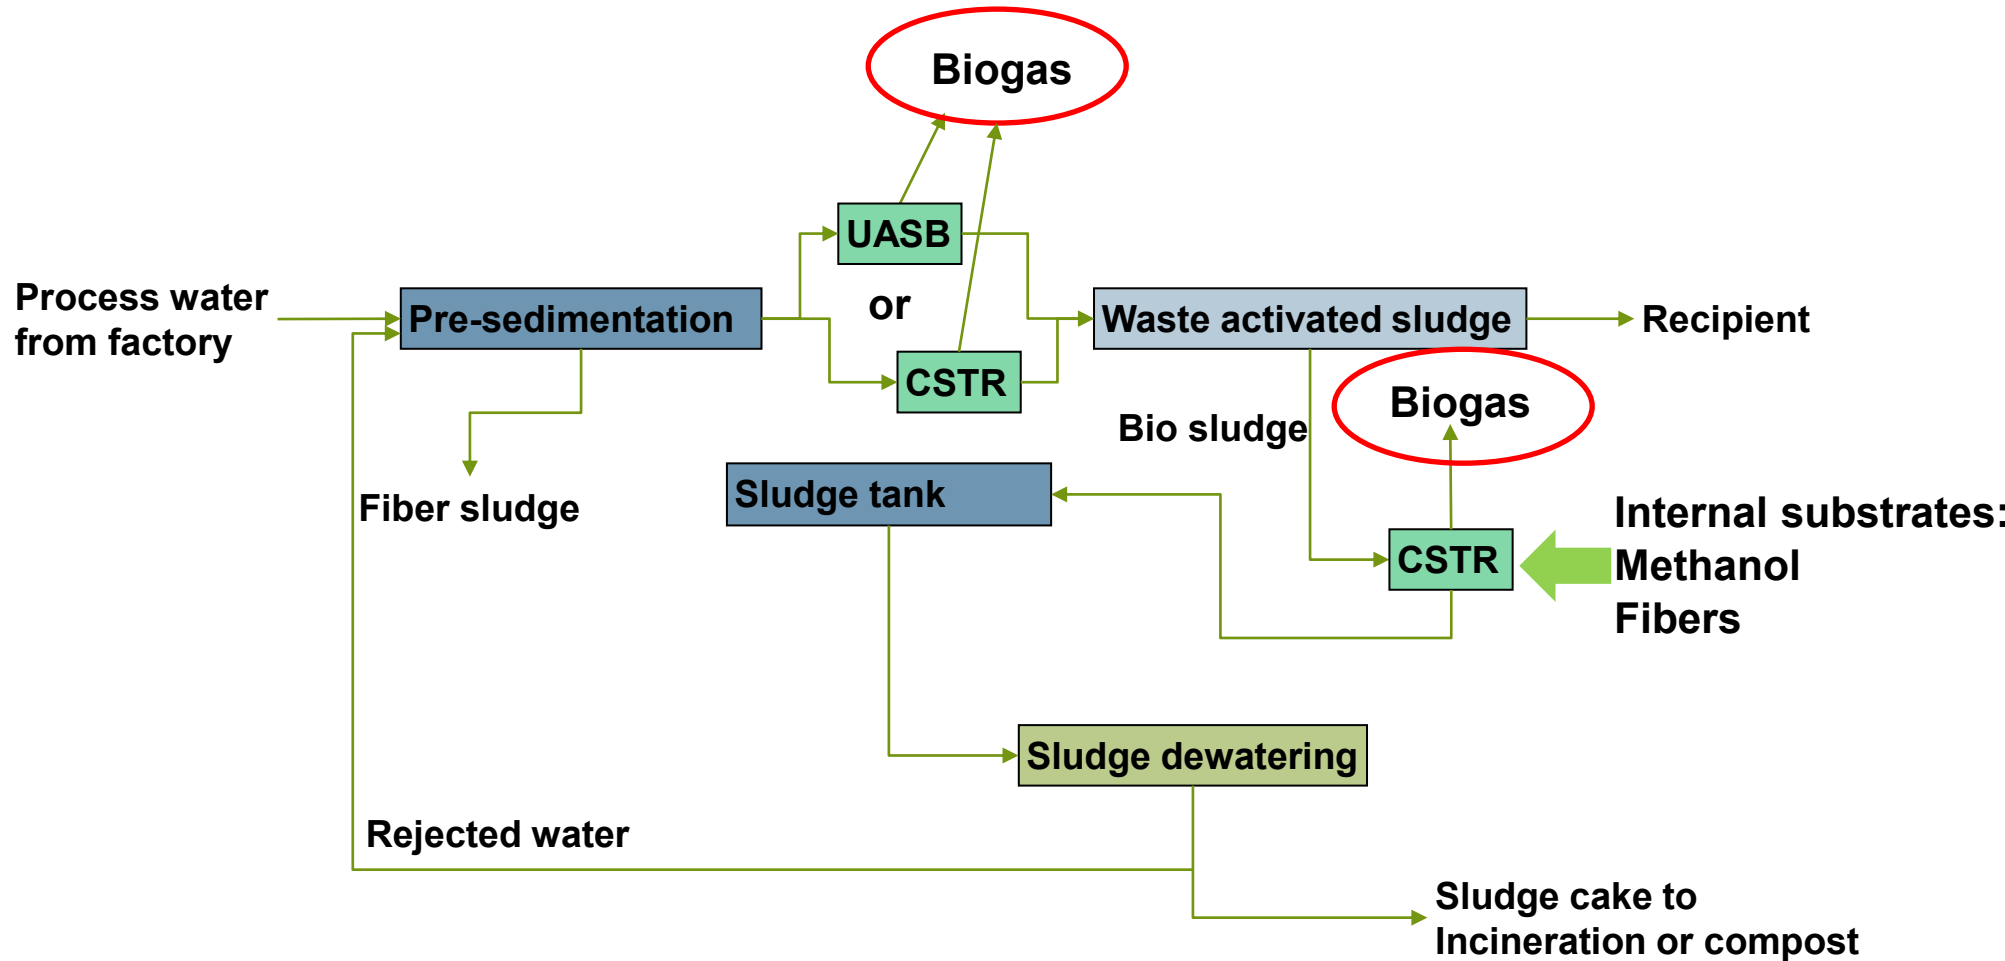 Biogas
UASB
Process water
from factory
Pre-sedimentation
or
Waste activated sludge
Recipient
CSTR
Biogas
Bio sludge
Sludge tank
Fiber sludge
Internal substrates:
Methanol
Fibers
CSTR
Sludge dewatering
Rejected water
Sludge cake to
Incineration or compost